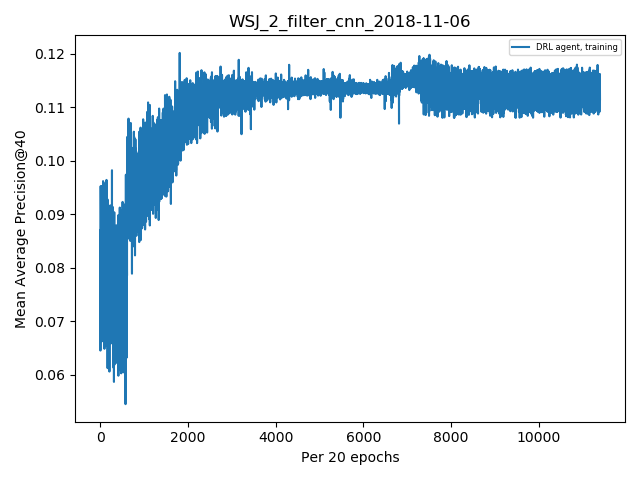 WSJ_2_filter_cnn_2018-11-06
DRL agent, training
Mean Average Precision@40
0.12
0.11
0.10
0.09
0.08
0.07
0.06
0 2000 4000 6000 8000 10000
Per 20 epochs